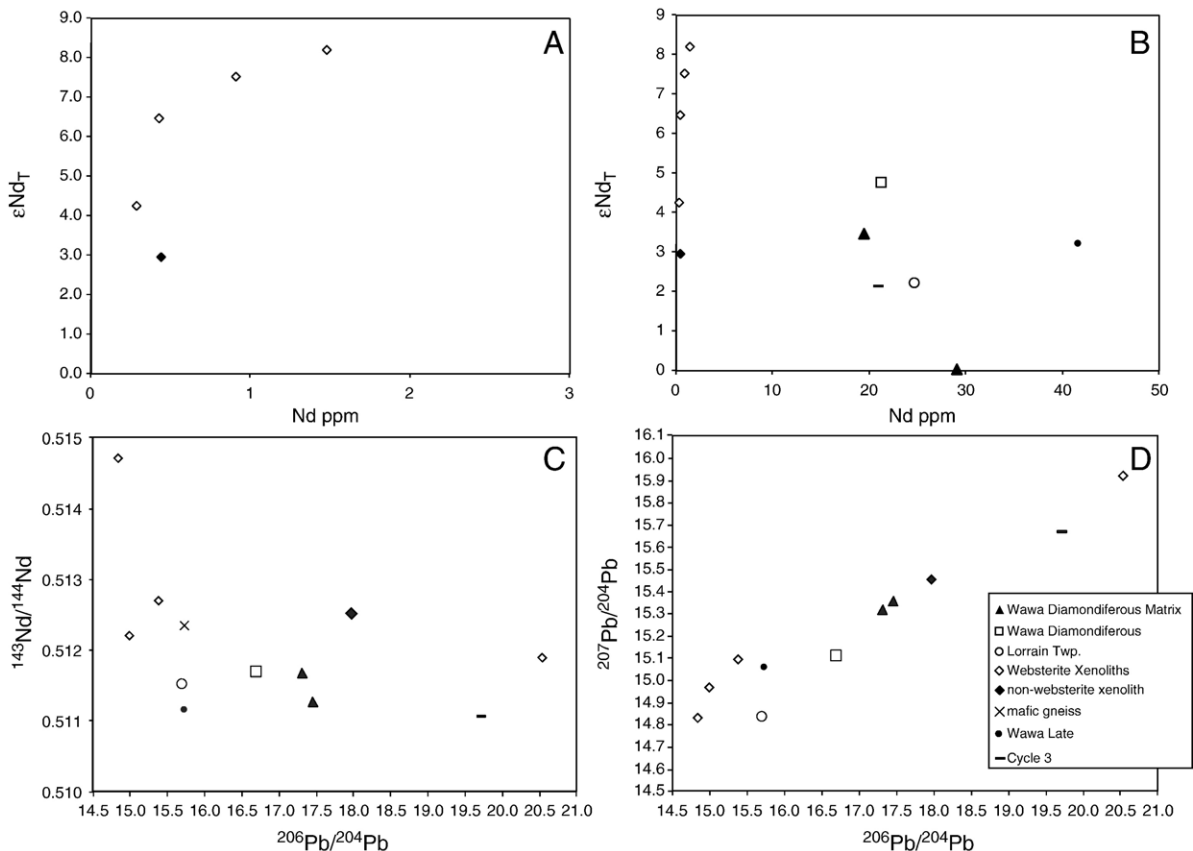 A
9.0
8.0
7.0
6.0
5.0
4.0
3.0
2.0
1.0
0.0
εNd_T
0 1 2 3
Nd ppm
B
9
8
7
6
5
4
3
2
1
0
εNd_T
0 10 20 30 40 50
Nd ppm
C
0.515
0.514
0.513
0.512
0.511
0.510
¹⁴³Nd/¹⁴⁴Nd
14.5 15.0 15.5 16.0 16.5 17.0 17.5 18.0 18.5 19.0 19.5 20.0 20.5 21.0
²⁰⁶Pb/²⁰⁴Pb
D
16.1
16.0
15.9
15.8
15.7
15.6
15.5
15.4
15.3
15.2
15.1
15.0
14.9
14.8
14.7
14.6
14.5
²⁰⁷Pb/²⁰⁴Pb
14.5 15.0 15.5 16.0 16.5 17.0 17.5 18.0 18.5 19.0 19.5 20.0 20.5 21.0
²⁰⁶Pb/²⁰⁴Pb
Wawa Diamondiferous Matrix
Wawa Diamondiferous
Lorrain Twp.
Websterite Xenoliths
non-websterite xenolith
mafic gneiss
Wawa Late
Cycle 3